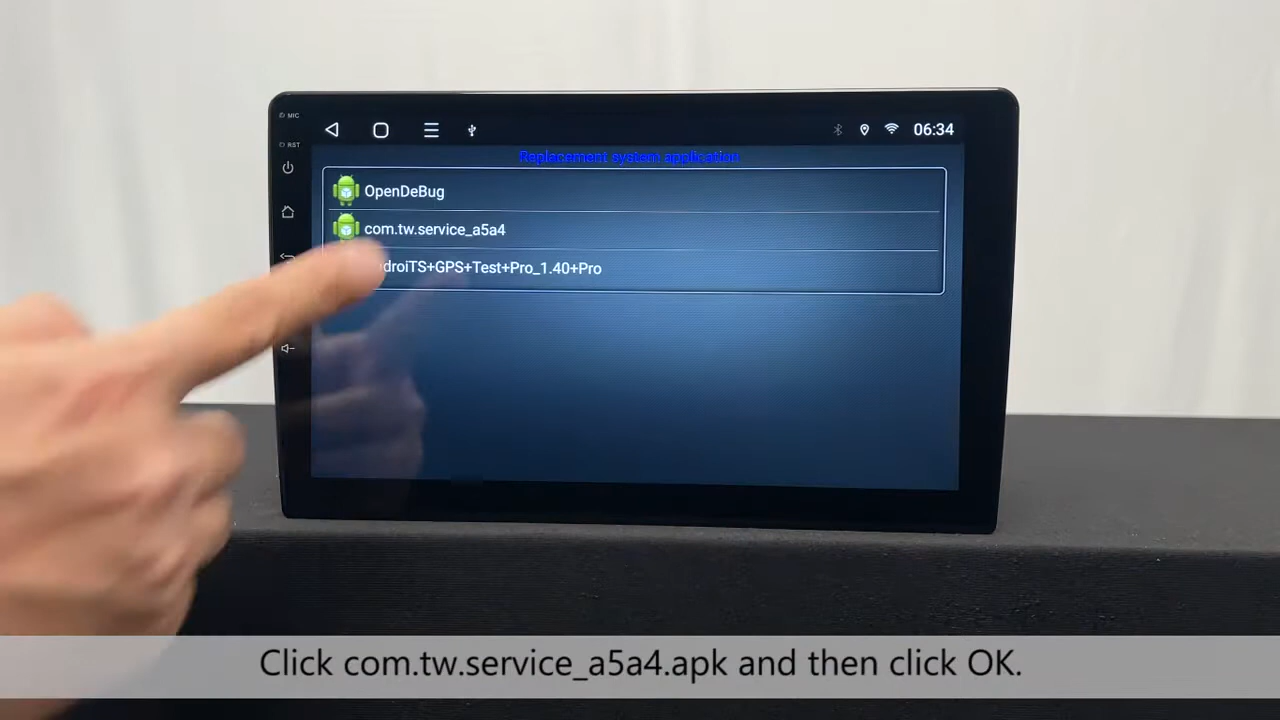 MIC
RST
06:34
Replacement system application
OpenDeBug
com.tw.service_a5a4
droiTS+GPS+Test+Pro_1.40+Pro
Click com.tw.service_a5a4.apk and then click OK.